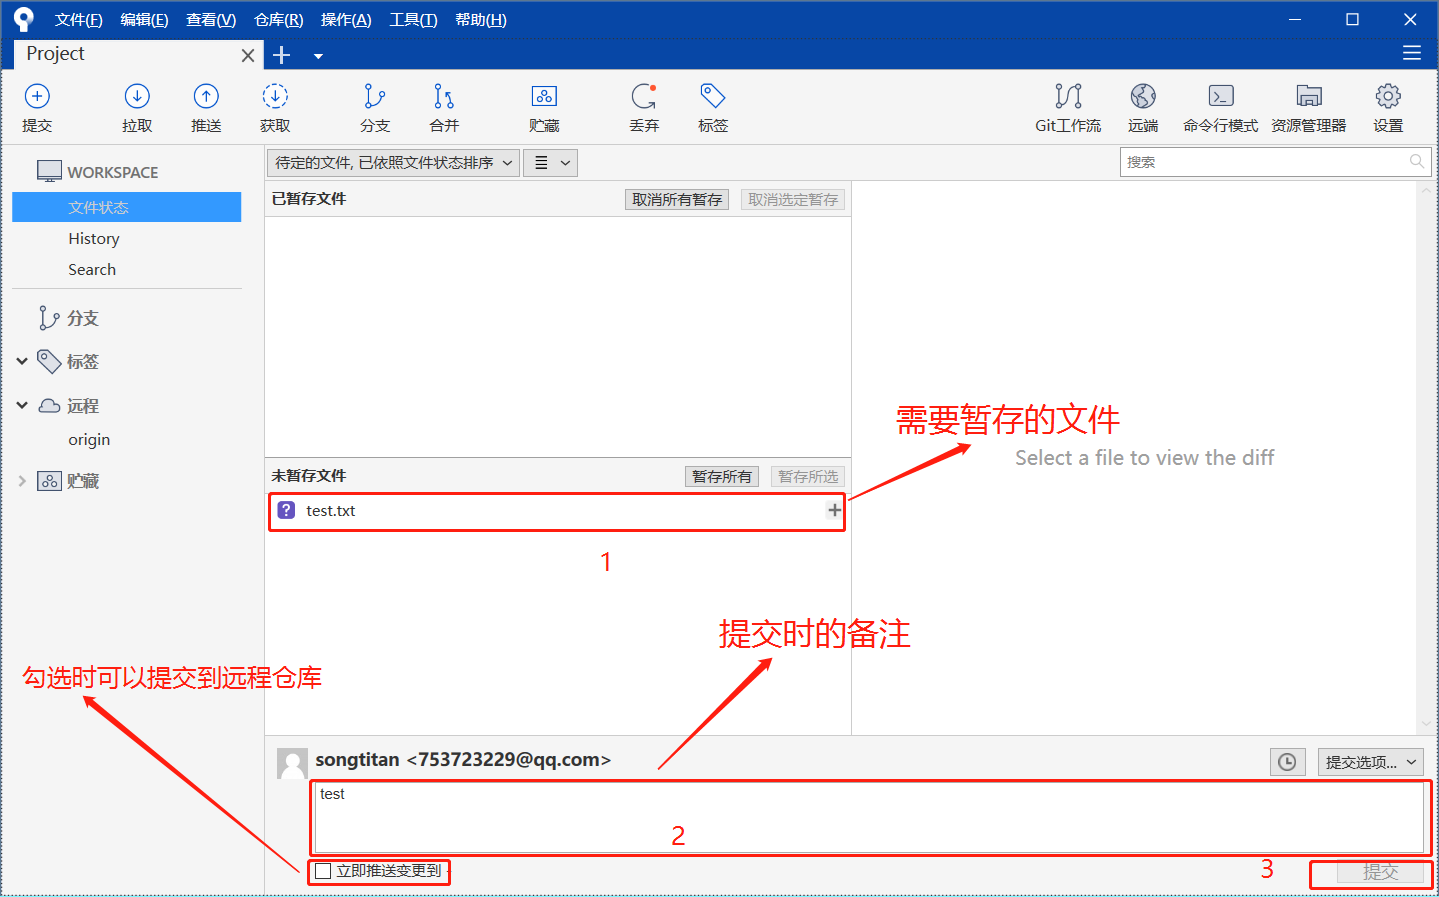 文件(F) 编辑(E) 查看(V) 仓库(R) 操作(A) 工具(T) 帮助(H)
Project
提交 拉取 推送 获取 分支 合并 贮藏 丢弃 标签 Git工作流 远端 命令行模式 资源管理器 设置
WORKSPACE
文件状态
History
Search
分支
标签
远程
origin
贮藏
待定的文件, 已依照文件状态排序
搜索
已暂存文件 取消所有暂存 取消选定暂存
需要暂存的文件
Select a file to view the diff
未暂存文件 暂存所有 暂存所选
? test.txt +
1
提交时的备注
勾选时可以提交到远程仓库
songtitan <753723229@qq.com> 提交选项...
test
2
立即推送变更到 -
3 提交